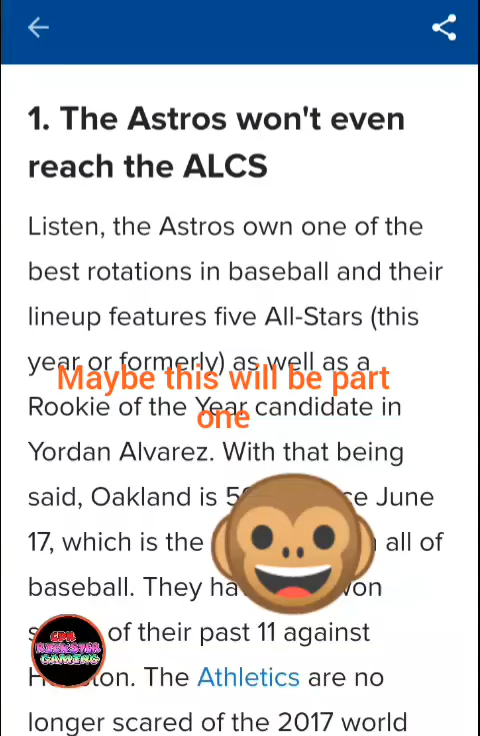 1. The Astros won't even
reach the ALCS
Listen, the Astros own one of the
best rotations in baseball and their
lineup features five All-Stars (this
year or formerly) as well as a
Maybe this will be part
Rookie of the Year candidate in
one
Yordan Alvarez. With that being
said, Oakland is June
17, which is the all of
baseball. They
of their past 11 against
The Athletics are no
longer scared of the 2017 world
GAMING